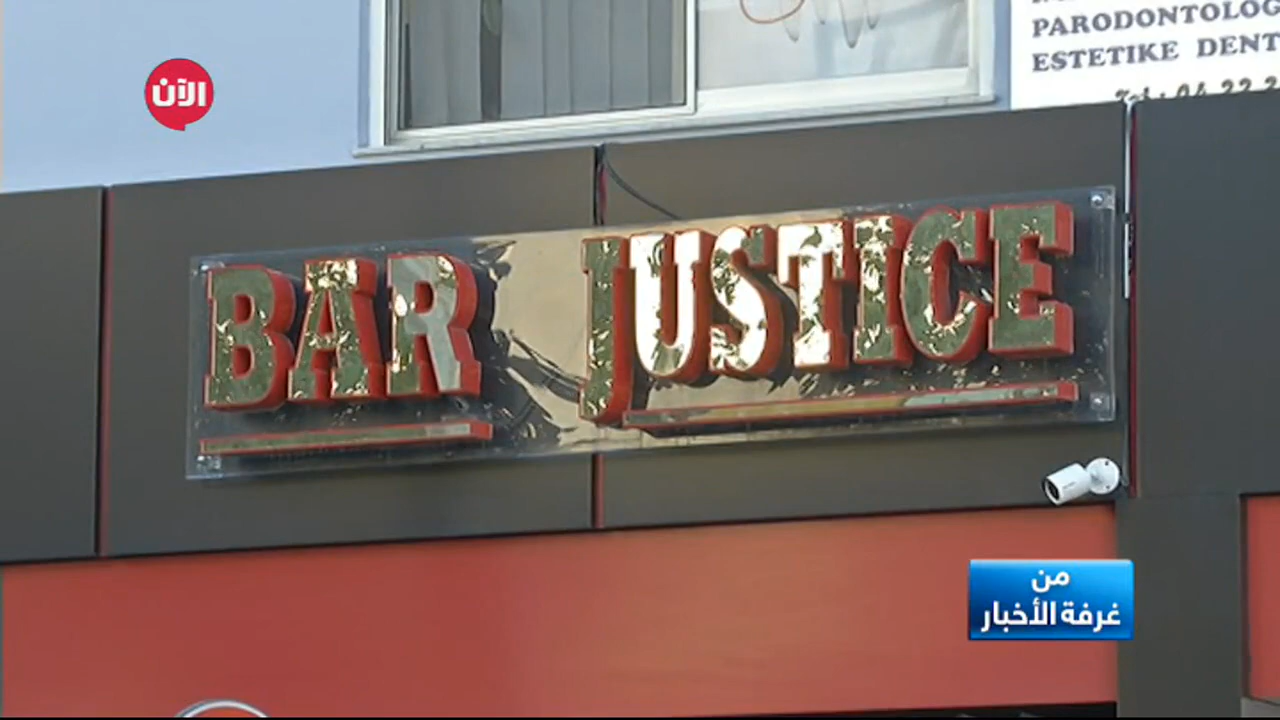 PARODONTOLOG
ESTETIKE DENT
الآن
BAR JUSTICE
من
غرفة الأخبار